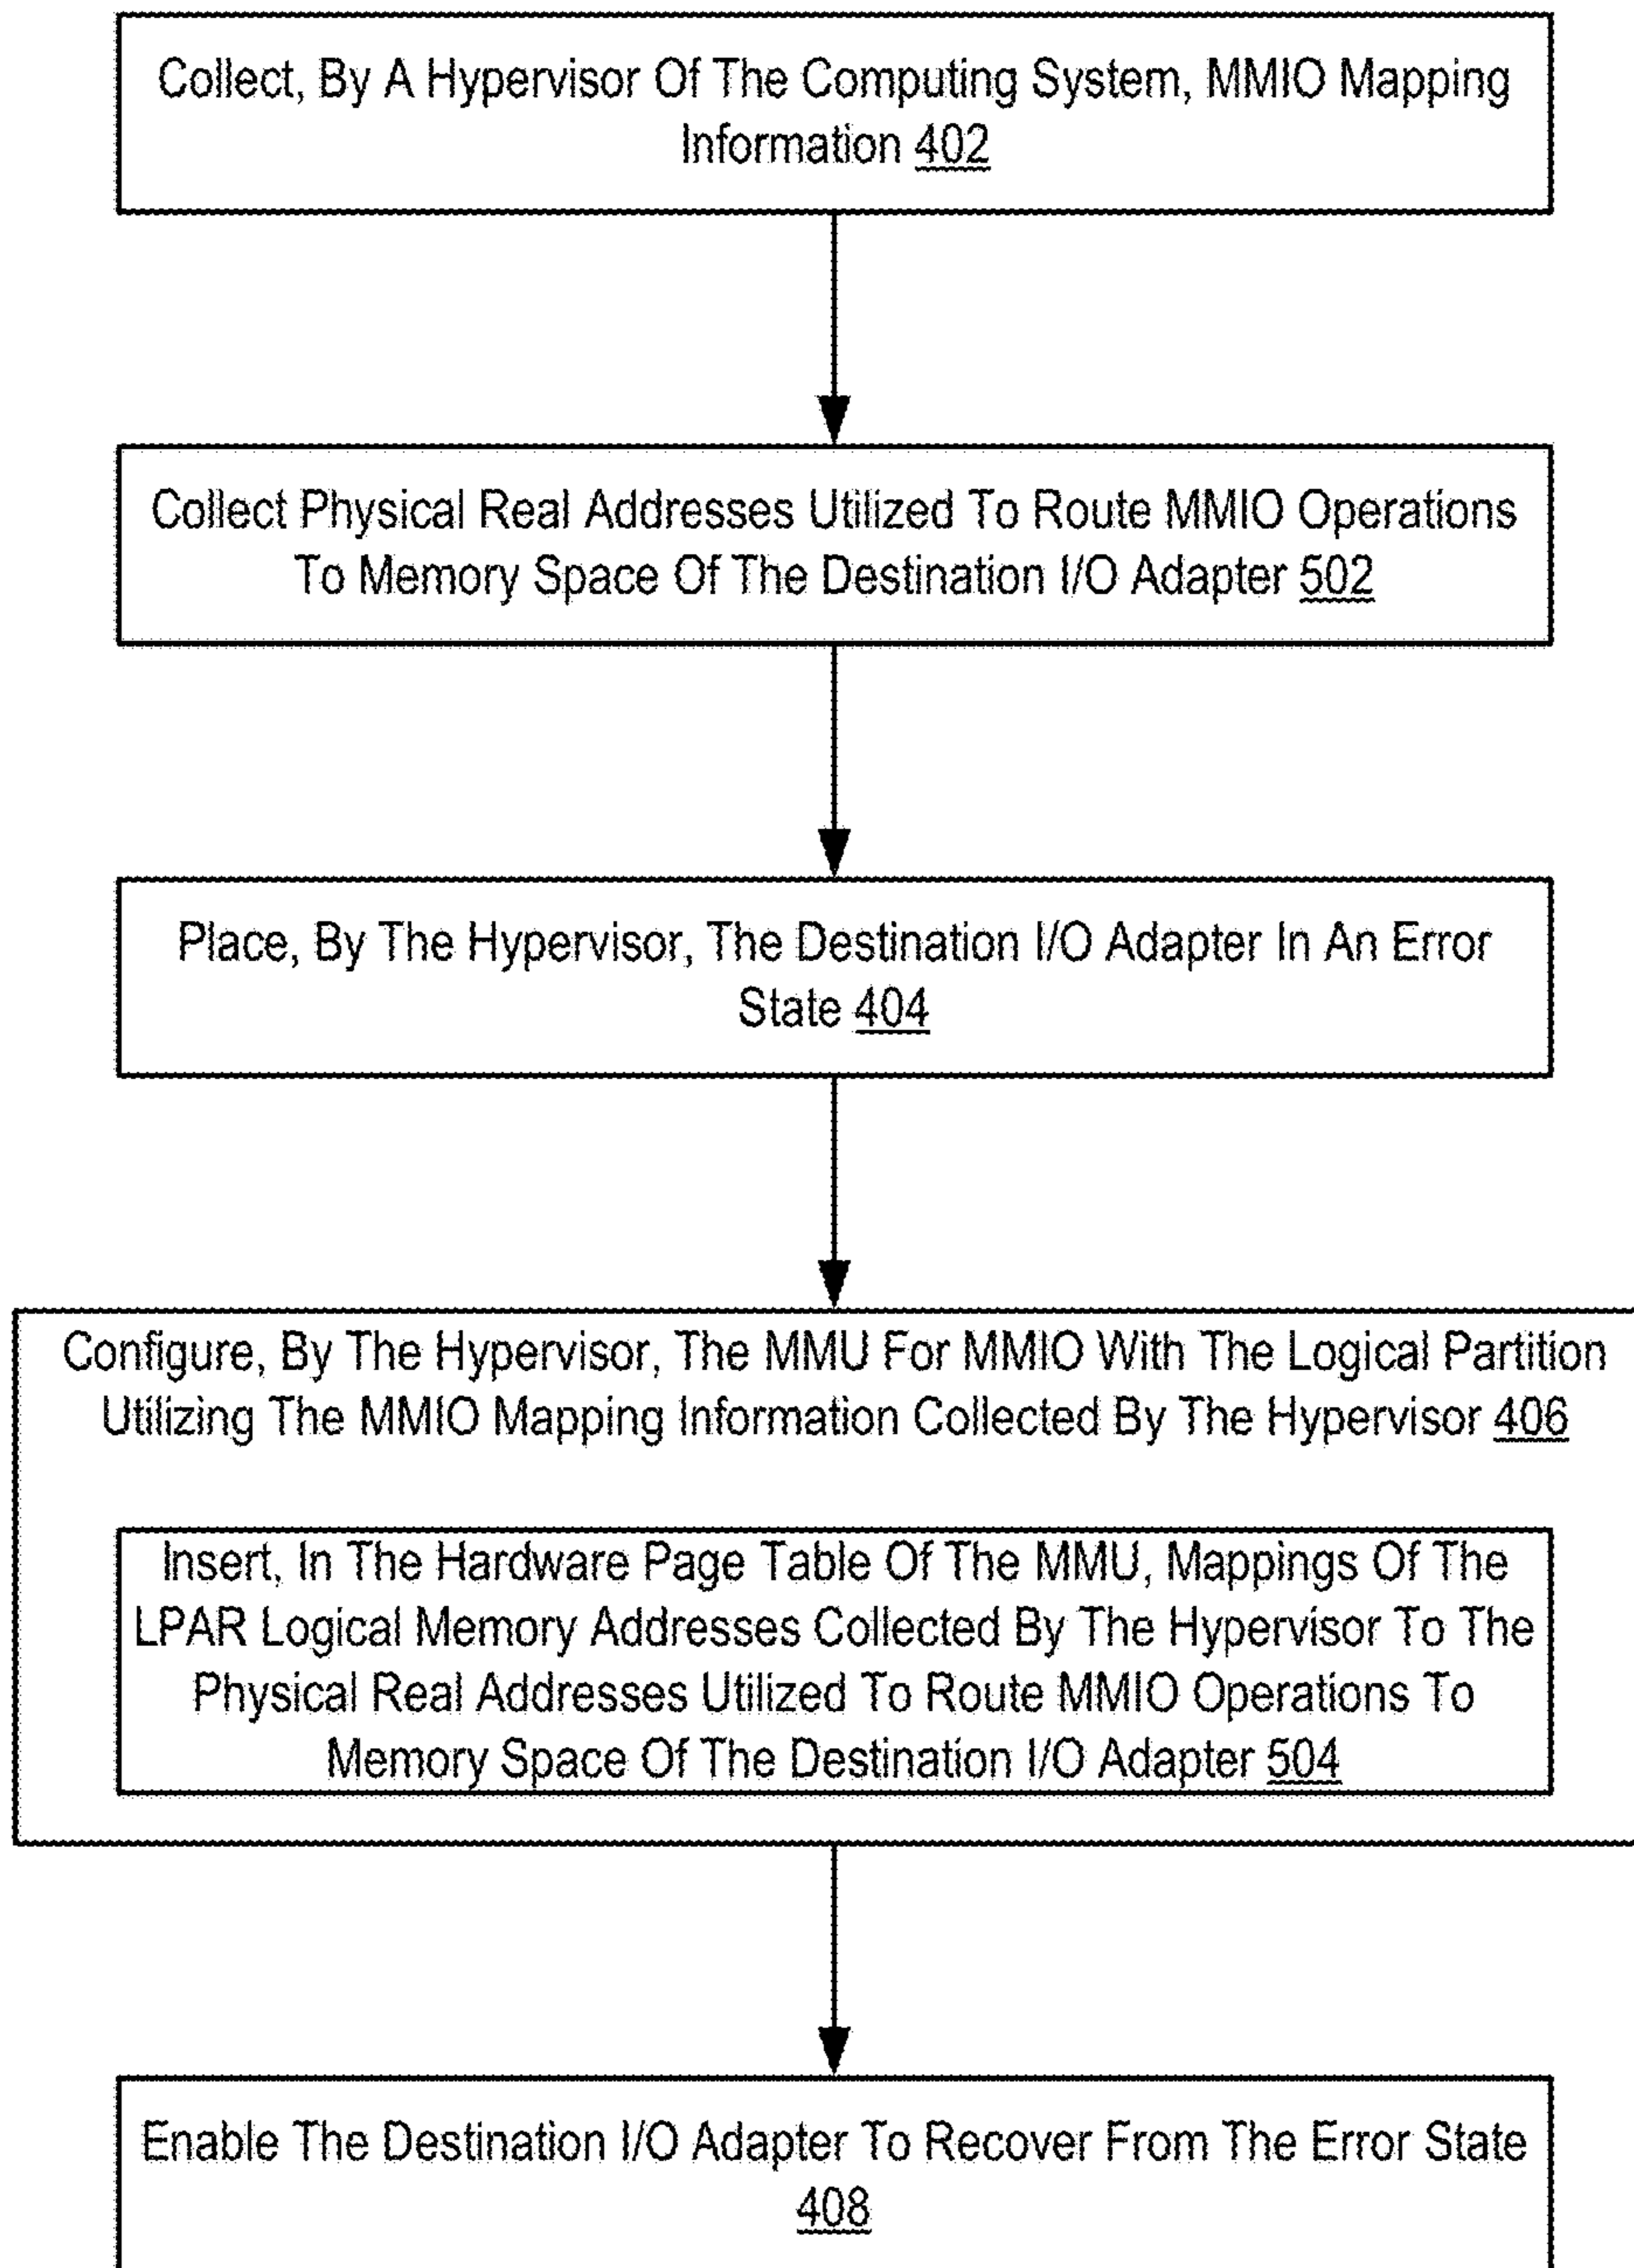 Collect, By A Hypervisor Of The Computing System, MMIO Mapping
Information 402
Collect Physical Real Addresses Utilized To Route MMIO Operations
To Memory Space Of The Destination I/O Adapter 502
Place, By The Hypervisor, The Destination I/O Adapter In An Error
State 404
Configure, By The Hypervisor, The MMU For MMIO With The Logical Partition
Utilizing The MMIO Mapping Information Collected By The Hypervisor 406
Insert, In The Hardware Page Table Of The MMU, Mappings Of The
LPAR Logical Memory Addresses Collected By The Hypervisor To The
Physical Real Addresses Utilized To Route MMIO Operations To
Memory Space Of The Destination I/O Adapter 504
Enable The Destination I/O Adapter To Recover From The Error State
408